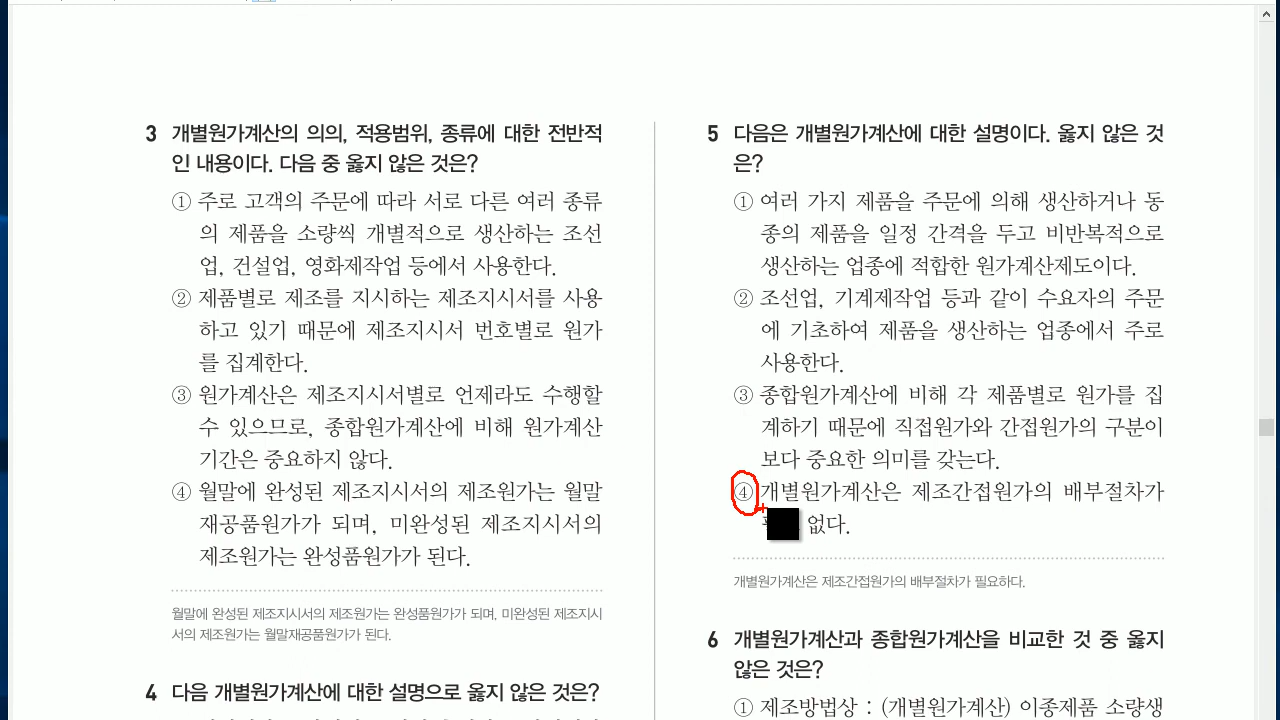 3 개별원가계산의 의의, 적용범위, 종류에 대한 전반적
인 내용이다. 다음 중 옳지 않은 것은?
① 주로 고객의 주문에 따라 서로 다른 여러 종류
의 제품을 소량씩 개별적으로 생산하는 조선
업, 건설업, 영화제작업 등에서 사용한다.
② 제품별로 제조를 지시하는 제조지시서를 사용
하고 있기 때문에 제조지시서 번호별로 원가
를 집계한다.
③ 원가계산은 제조지시서별로 언제라도 수행할
수 있으므로, 종합원가계산에 비해 원가계산
기간은 중요하지 않다.
④ 월말에 완성된 제조지시서의 제조원가는 월말
재공품원가가 되며, 미완성된 제조지시서의
제조원가는 완성품원가가 된다.
월말에 완성된 제조지시서의 제조원가는 완성품원가가 되며, 미완성된 제조지시
서의 제조원가는 월말재공품원가가 된다.
4 다음 개별원가계산에 대한 설명으로 옳지 않은 것은?
5 다음은 개별원가계산에 대한 설명이다. 옳지 않은 것
은?
① 여러 가지 제품을 주문에 의해 생산하거나 동
종의 제품을 일정 간격을 두고 비반복적으로
생산하는 업종에 적합한 원가계산제도이다.
② 조선업, 기계제작업 등과 같이 수요자의 주문
에 기초하여 제품을 생산하는 업종에서 주로
사용한다.
③ 종합원가계산에 비해 각 제품별로 원가를 집
계하기 때문에 직접원가와 간접원가의 구분이
보다 중요한 의미를 갖는다.
④ 개별원가계산은 제조간접원가의 배부절차가
없다.
개별원가계산은 제조간접원가의 배부절차가 필요하다.
6 개별원가계산과 종합원가계산을 비교한 것 중 옳지
않은 것은?
① 제조방법상 : (개별원가계산) 이종제품 소량생